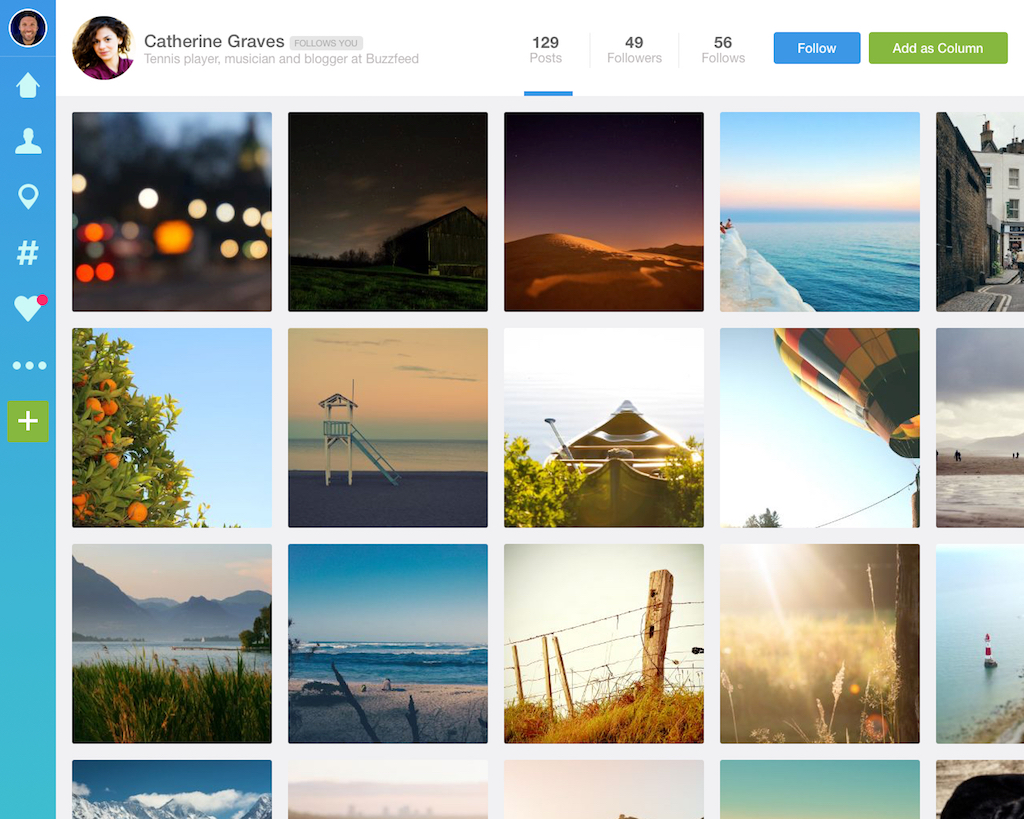 Catherine Graves FOLLOWS YOU
Tennis player, musician and blogger at Buzzfeed
129
Posts
49
Followers
56
Follows
Follow
Add as Column
#
+